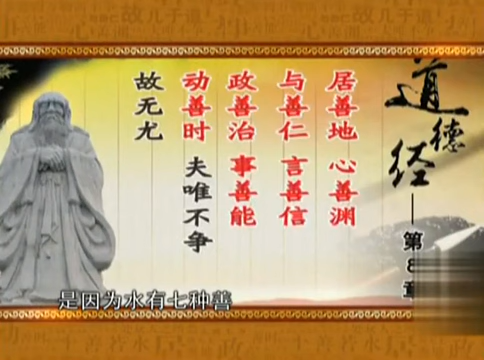 道德经——第8章
居善地 心善渊
与善仁 言善信
政善治 事善能
动善时 夫唯不争
故无尤
是因为水有七种善